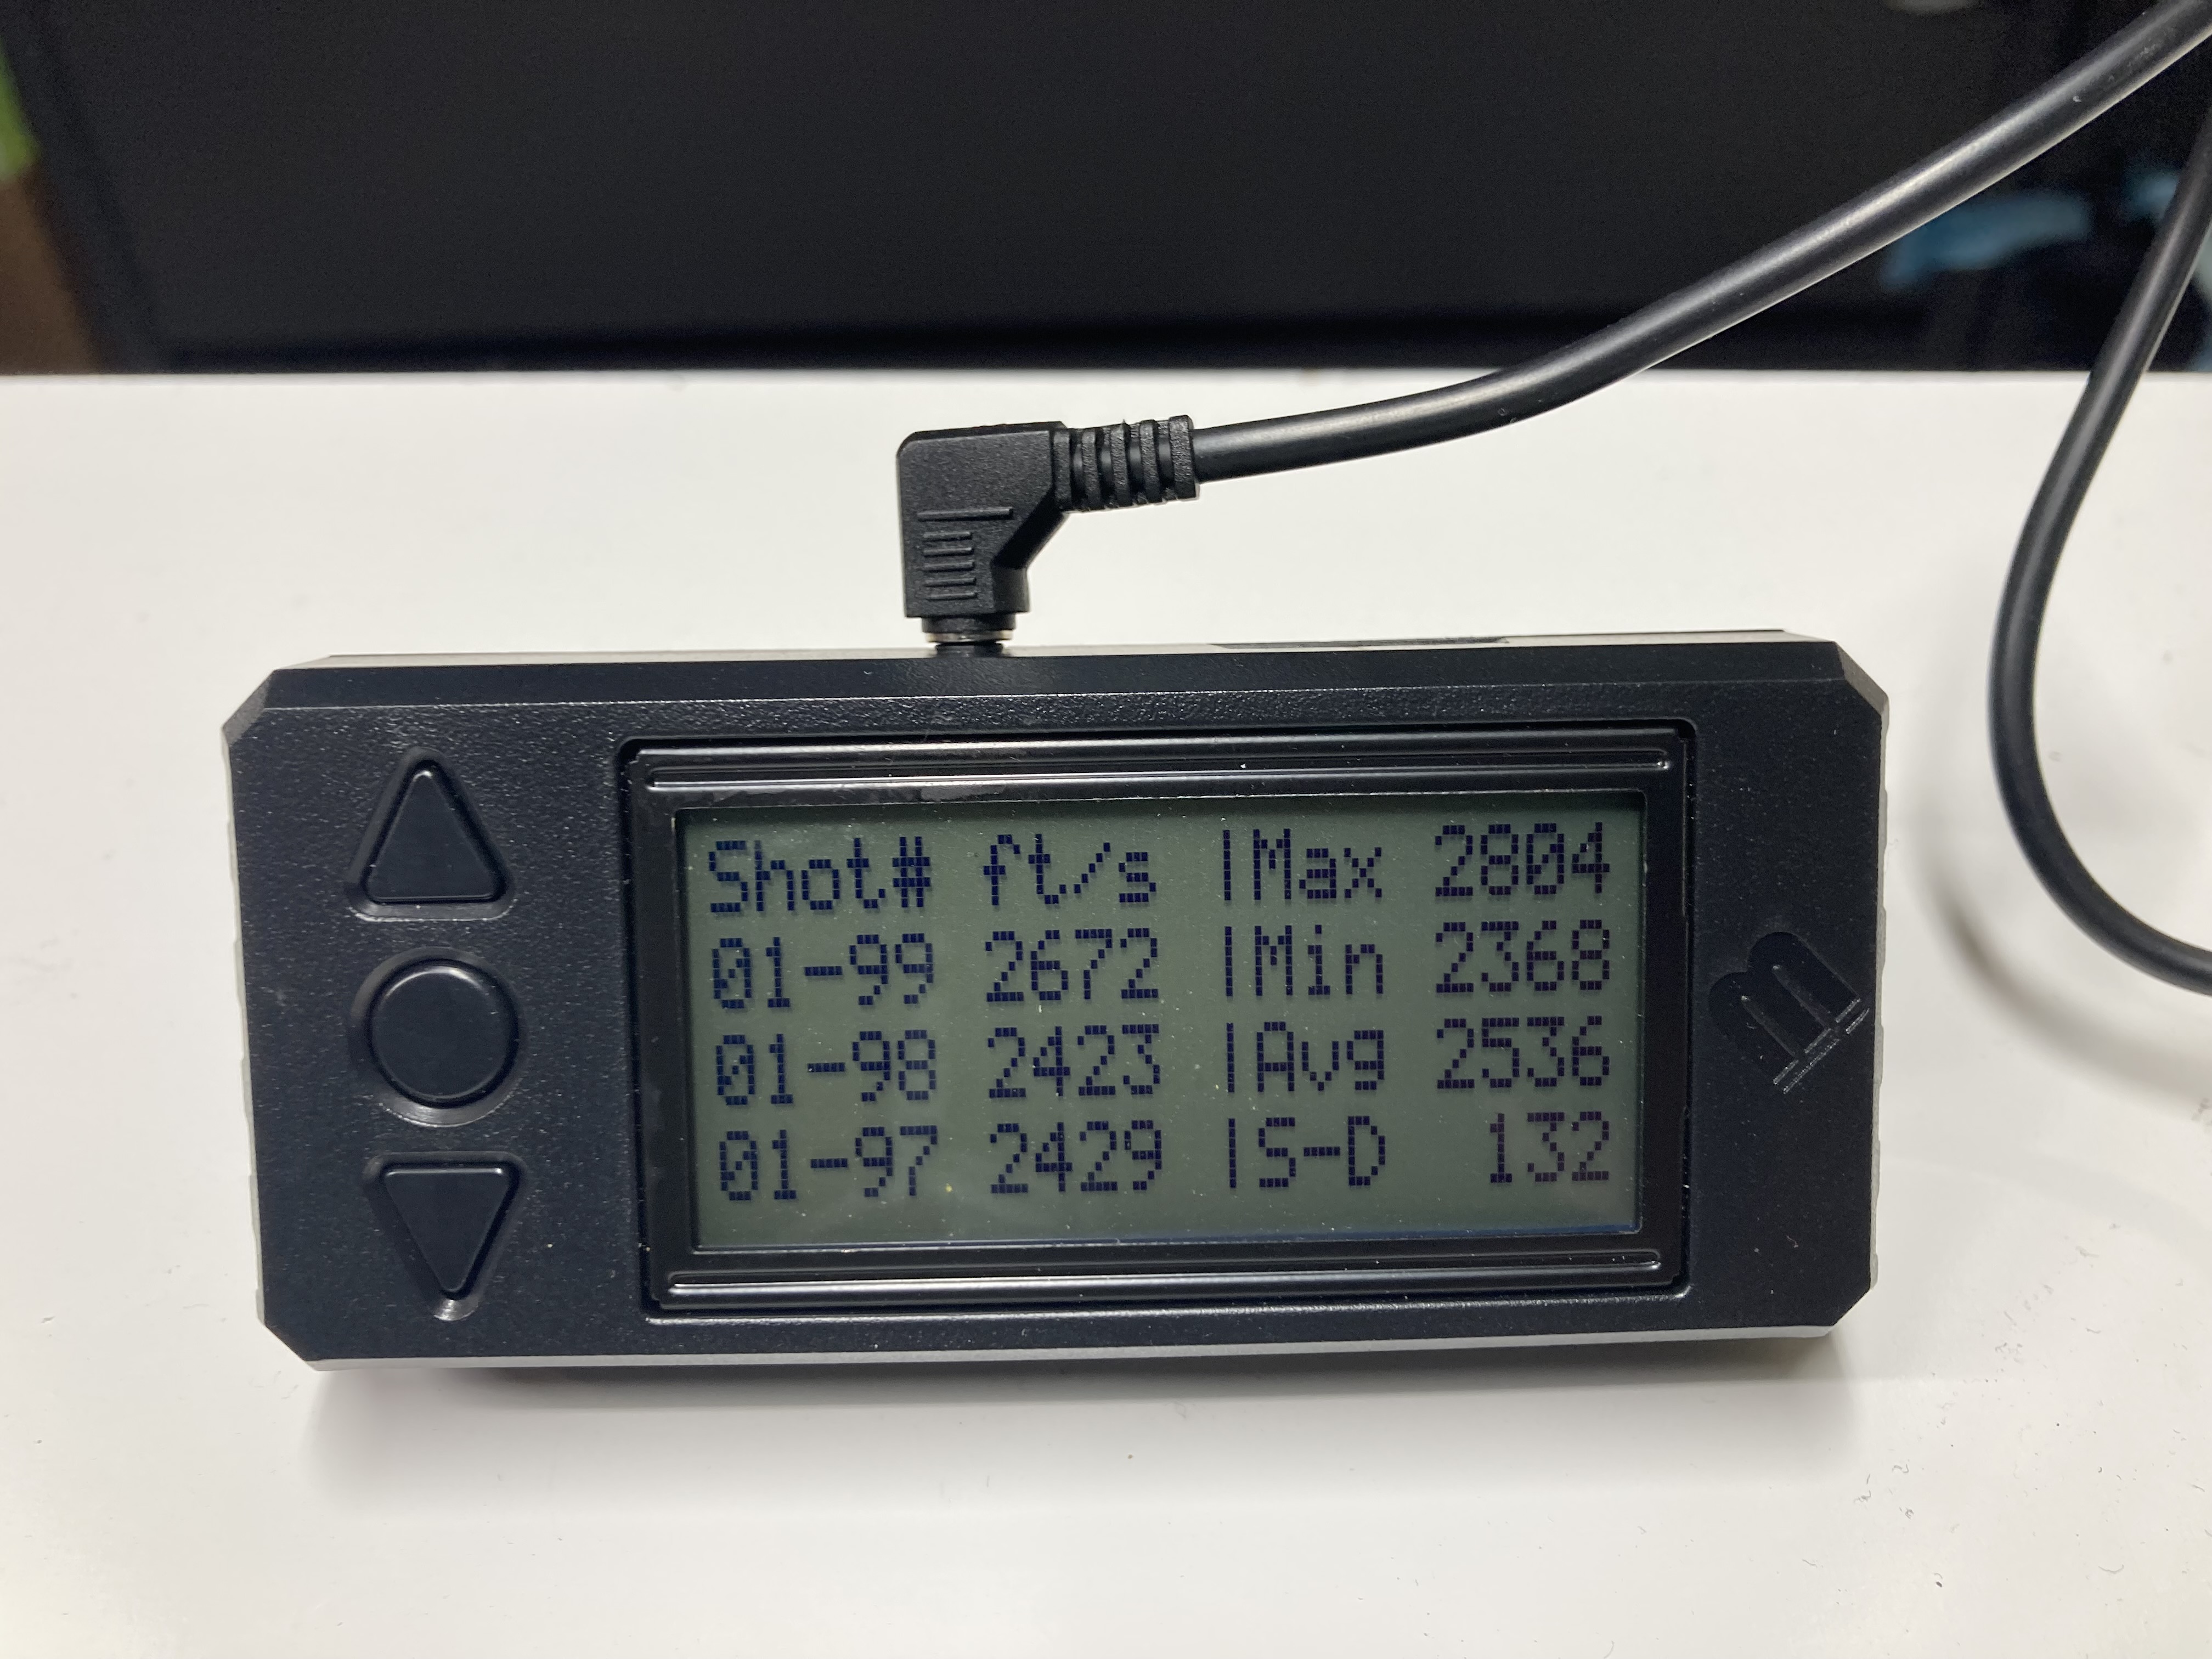 Shot# ft/s |Max 2804
01-99 2672 |Min 2368
01-98 2423 |Avg 2536
01-97 2429 |S-D 132